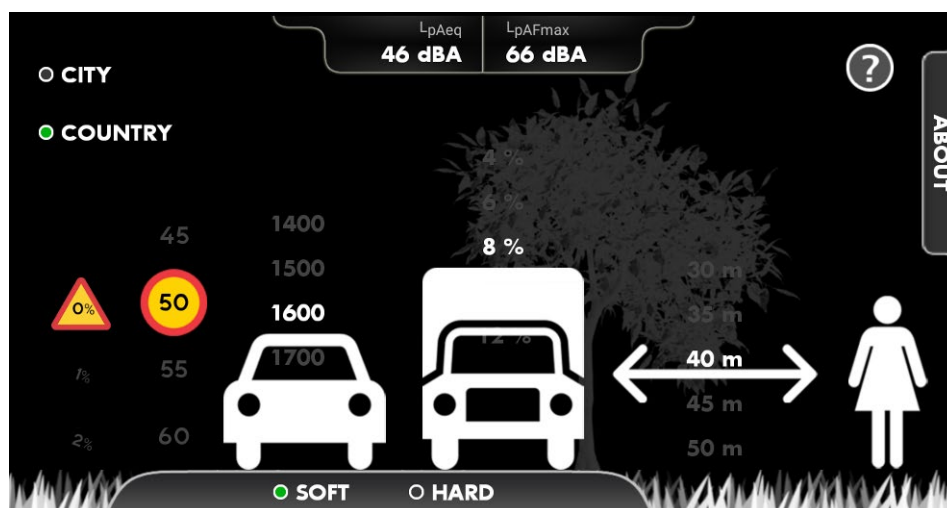 LpAeq
46 dBA
LpAFmax
66 dBA
?
ABOUT
CITY
COUNTRY
0%
1%
2%
45
50
55
60
1400
1500
1600
1700
4 %
6 %
8 %
12 %
30 m
35 m
40 m
45 m
50 m
SOFT
HARD